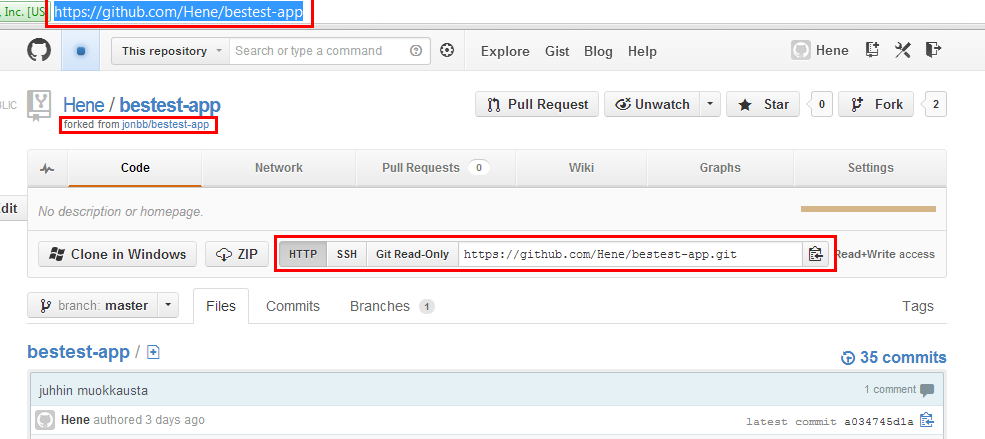 , Inc. [US https://github.com/Hene/bestest-app
This repository Search or type a command Explore Gist Blog Help Hene
BLIC Hene / bestest-app Pull Request Unwatch Star 0 Fork 2
forked from jonbb/bestest-app
Code Network Pull Requests 0 Wiki Graphs Settings
dit No description or homepage.
Clone in Windows ZIP HTTP SSH Git Read-Only https://github.com/Hene/bestest-app.git Read+Write access
branch: master Files Commits Branches 1 Tags
bestest-app / 35 commits
juhhin muokkausta 1 comment
Hene authored 3 days ago latest commit a034745d1a